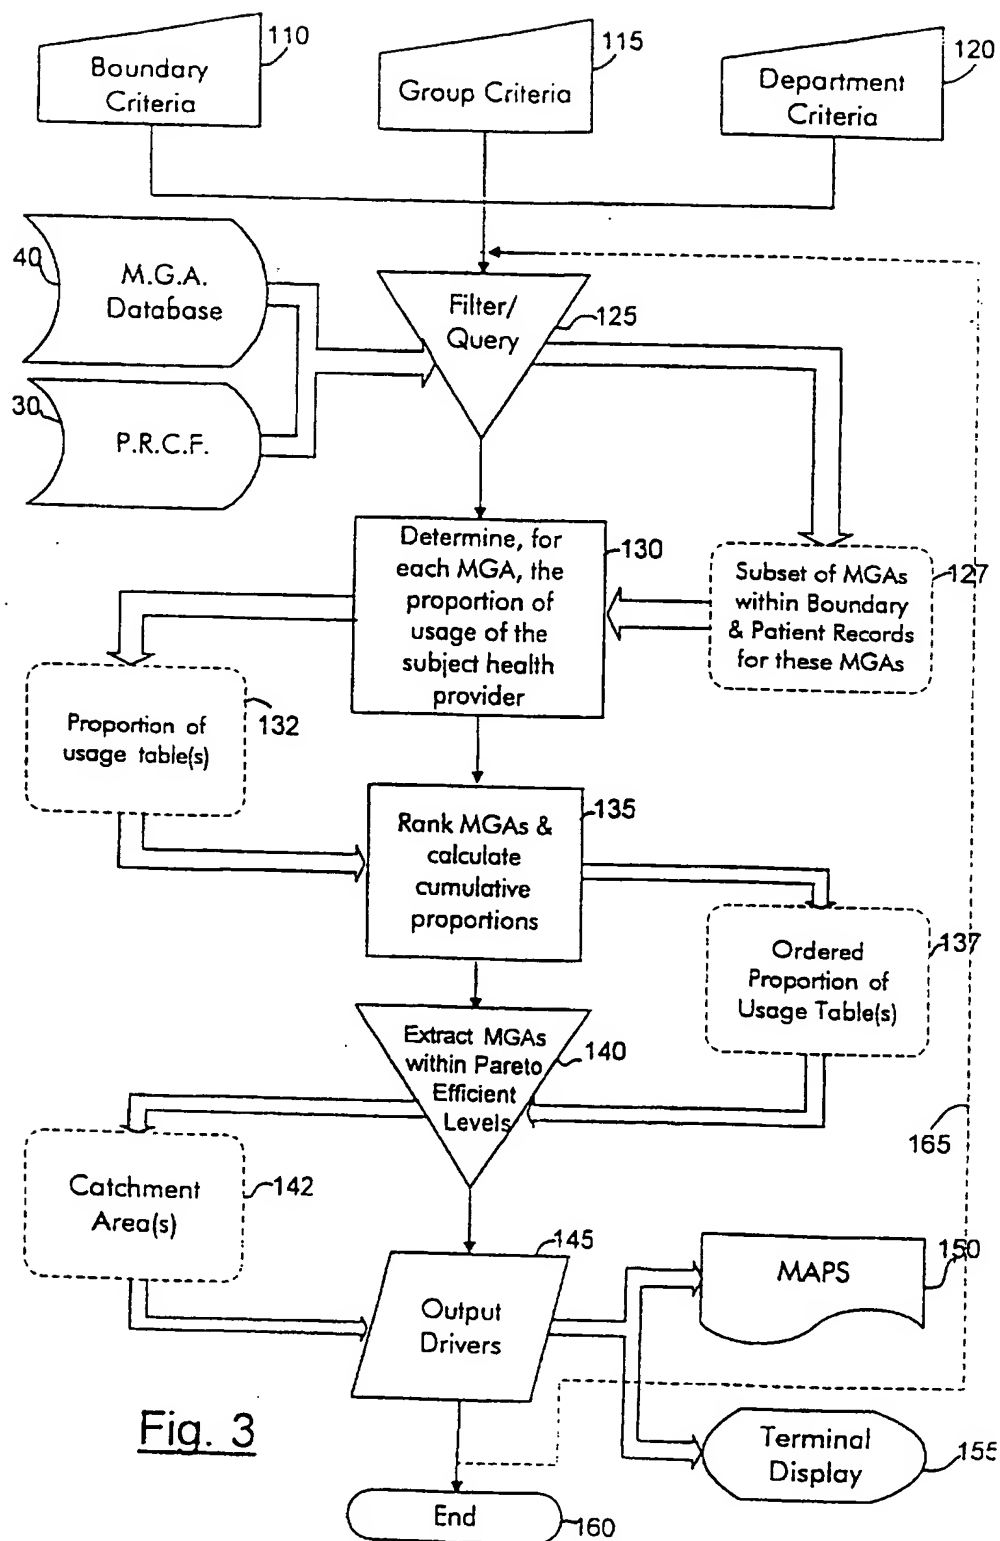 110
Boundary
Criteria
115
Group Criteria
120
Department
Criteria
40
M.G.A.
Database
30
P.R.C.F.
Filter/
Query
125
Determine, for
each MGA, the
proportion of
usage of the
subject health
provider
130
Subset of MGAs
within Boundary
& Patient Records
for these MGAs
127
Proportion of
usage table(s)
132
Rank MGAs &
calculate
cumulative
proportions
135
Ordered
Proportion of
Usage Table(s)
137
Extract MGAs
within Pareto
Efficient
Levels
140
165
Catchment
Area(s)
142
Output
Drivers
145
MAPS
150
Terminal
Display
155
End
160
Fig. 3